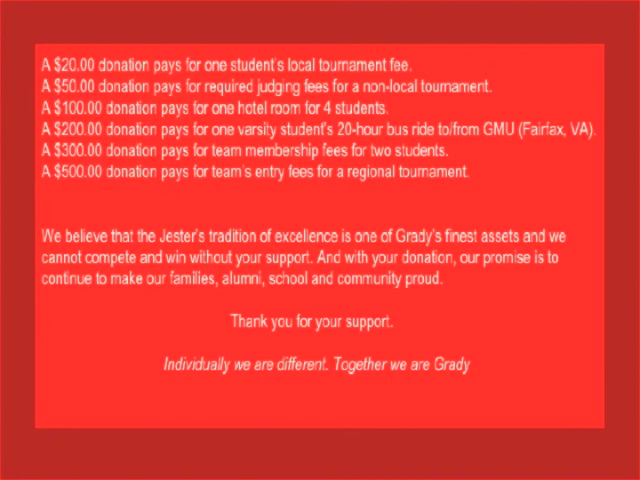 A $20.00 donation pays for one student's local tournament fee.
A $50.00 donation pays for required judging fees for a non-local tournament.
A $100.00 donation pays for one hotel room for 4 students.
A $200.00 donation pays for one varsity student's 20-hour bus ride to/from GMU (Fairfax, VA).
A $300.00 donation pays for team membership fees for two students.
A $500.00 donation pays for team's entry fees for a regional tournament.
We believe that the Jester's tradition of excellence is one of Grady's finest assets and we
cannot compete and win without your support. And with your donation, our promise is to
continue to make our families, alumni, school and community proud.
Thank you for your support.
Individually we are different. Together we are Grady